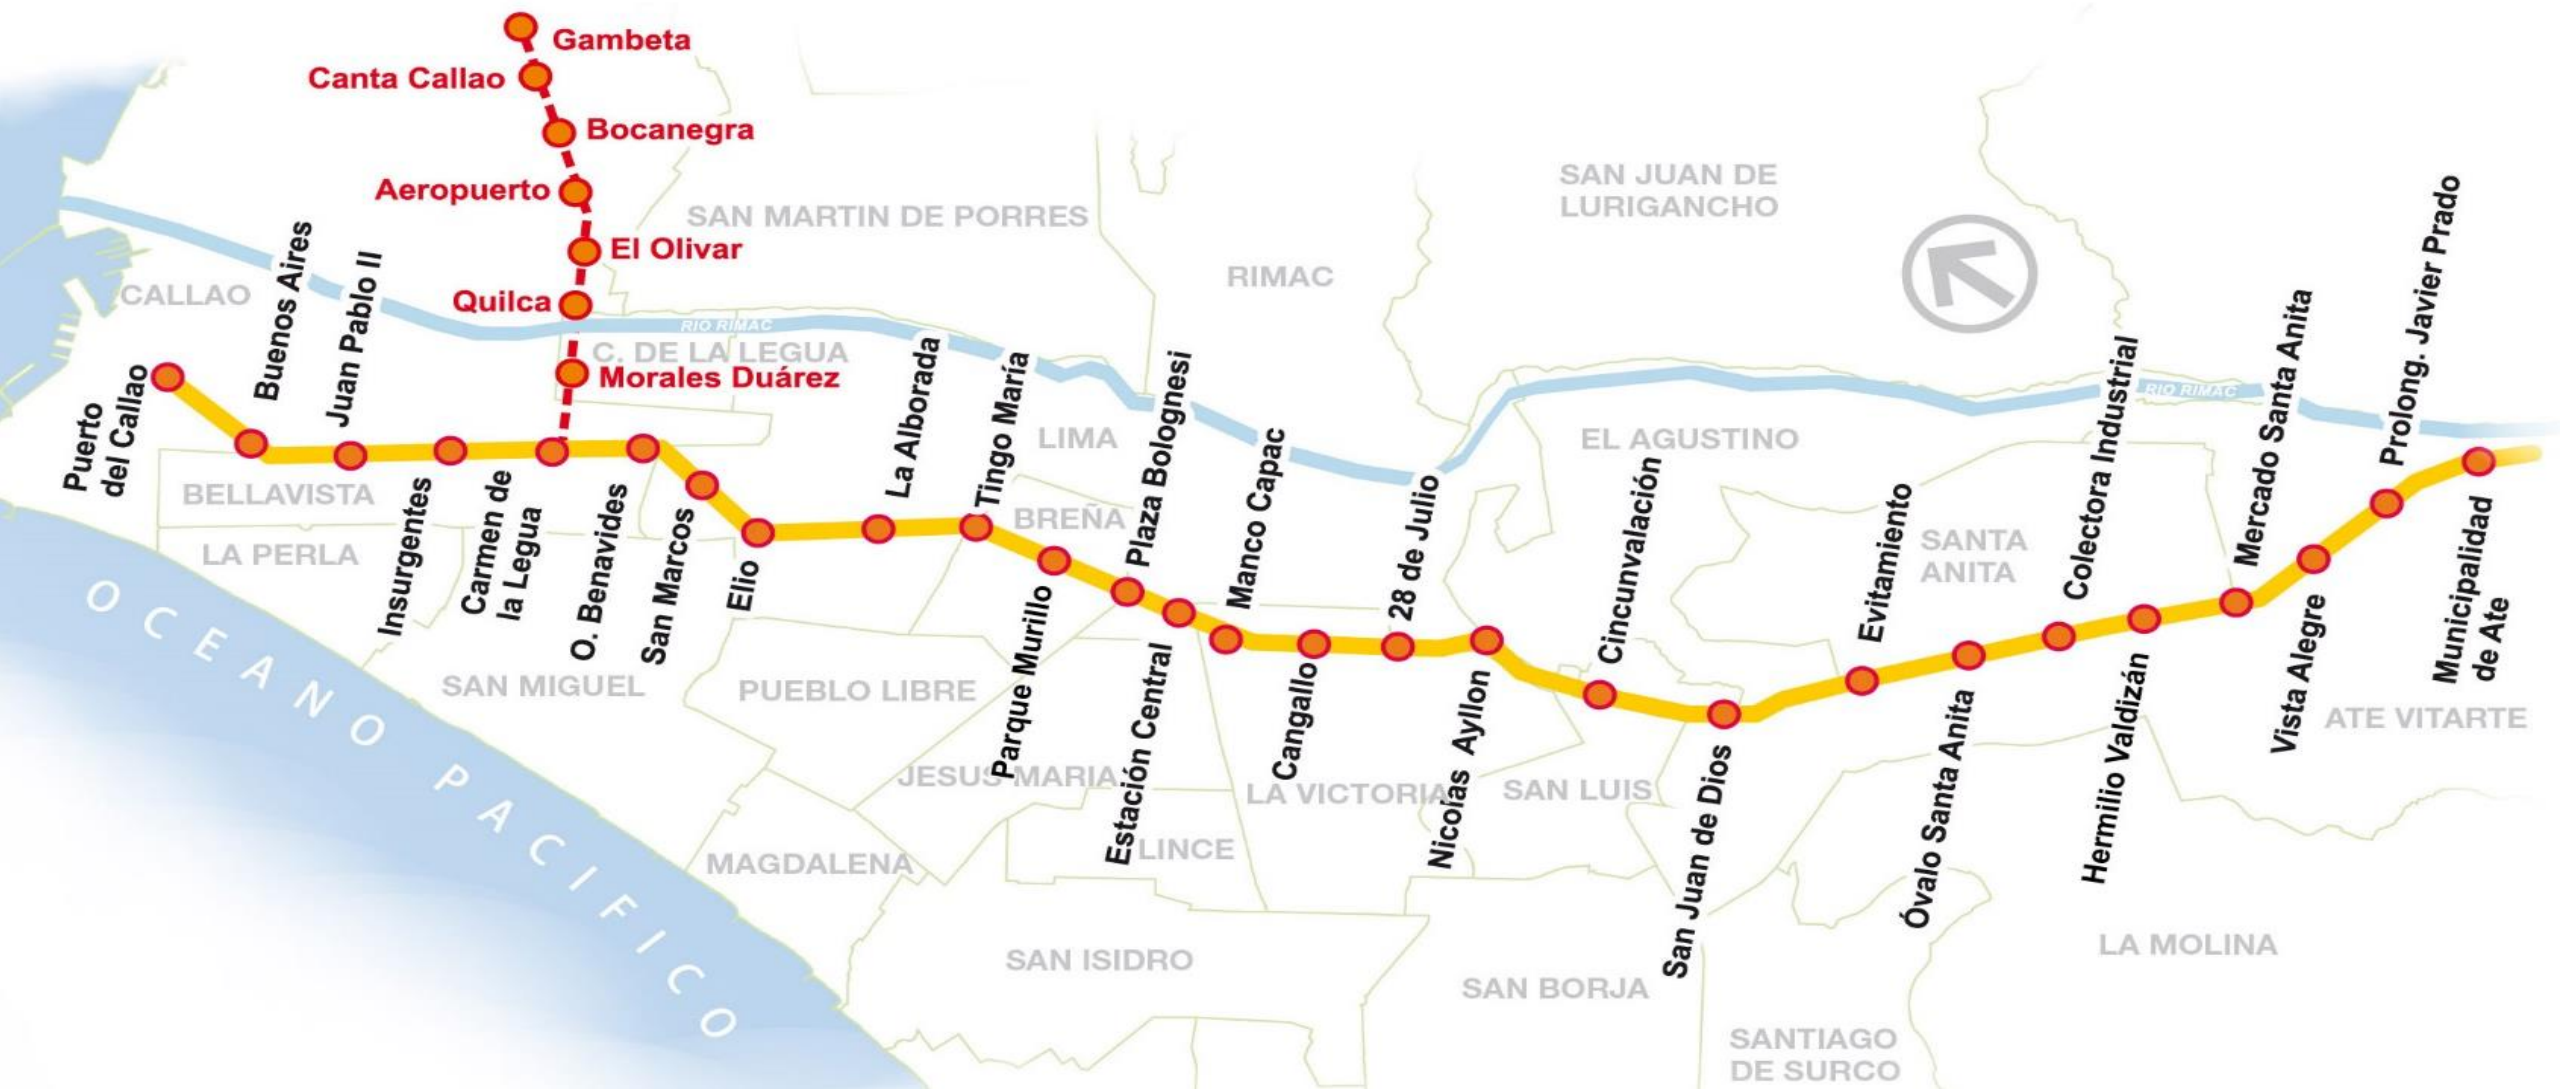 Gambeta
Canta Callao
Bocanegra
Aeropuerto
El Olivar
Quilca
Morales Duárez
SAN MARTIN DE PORRES
SAN JUAN DE
LURIGANCHO
RIMAC
CALLAO
RIO RIMAC
C. DE LA LEGUA
LIMA
EL AGUSTINO
RIO RIMAC
BELLAVISTA
BREÑA
SANTA
ANITA
LA PERLA
SAN MIGUEL
PUEBLO LIBRE
JESUS MARIA
LA VICTORIA
SAN LUIS
ATE VITARTE
MAGDALENA
LINCE
SAN ISIDRO
SAN BORJA
LA MOLINA
SANTIAGO
DE SURCO
OCEANO PACIFICO
Puerto
del Callao
Buenos Aires
Juan Pablo II
Insurgentes
Carmen de
la Legua
O. Benavides
San Marcos
Elio
La Alborada
Tingo María
Parque Murillo
Plaza Bolognesi
Estación Central
Manco Capac
Cangallo
28 de Julio
Nicolas Ayllon
Cincunvalación
San Juan de Dios
Evitamiento
Óvalo Santa Anita
Colectora Industrial
Hermilio Valdizán
Mercado Santa Anita
Vista Alegre
Prolong. Javier Prado
Municipalidad
de Ate